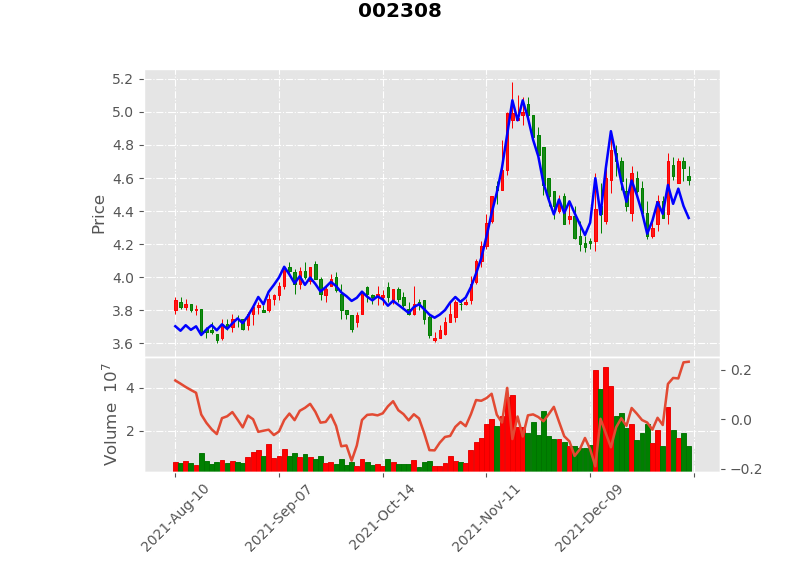 002308
5.2
5.0
4.8
4.6
4.4
4.2
4.0
3.8
3.6
Price
4
2
Volume 10^7
0.2
0.0
−0.2
2021-Aug-10
2021-Sep-07
2021-Oct-14
2021-Nov-11
2021-Dec-09